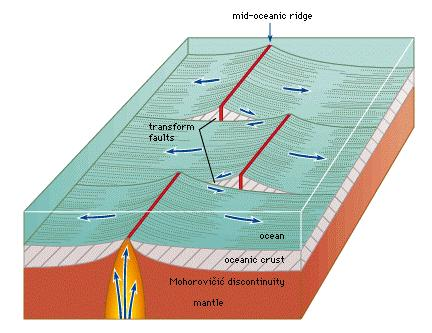 mid-oceanic ridge
transform
faults
ocean
oceanic crust
Mohorovičić discontinuity
mantle